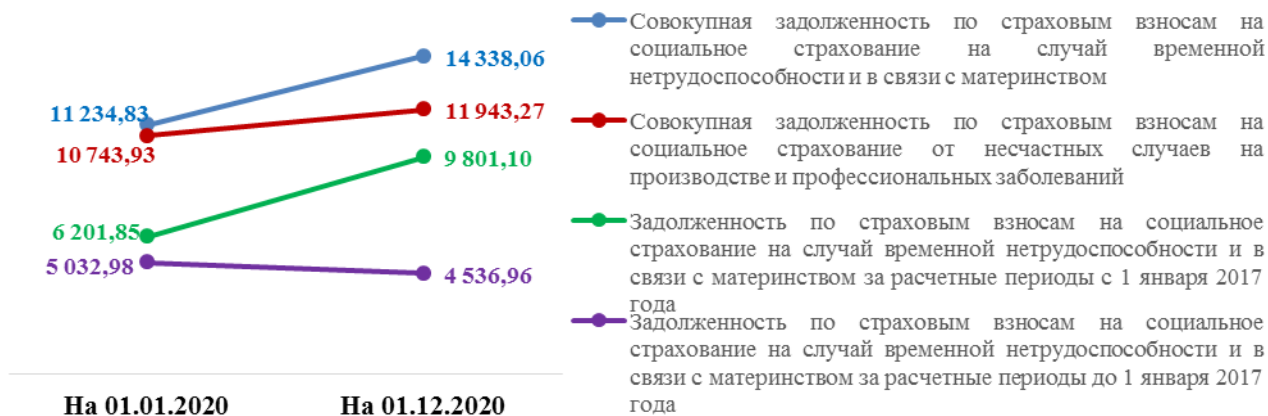 14 338,06
11 234,83
11 943,27
10 743,93
9 801,10
6 201,85
5 032,98
4 536,96
На 01.01.2020
На 01.12.2020
Совокупная задолженность по страховым взносам на
социальное страхование на случай временной
нетрудоспособности и в связи с материнством
Совокупная задолженность по страховым взносам на
социальное страхование от несчастных случаев на
производстве и профессиональных заболеваний
Задолженность по страховым взносам на социальное
страхование на случай временной нетрудоспособности и в
связи с материнством за расчетные периоды с 1 января 2017
года
Задолженность по страховым взносам на социальное
страхование на случай временной нетрудоспособности и в
связи с материнством за расчетные периоды до 1 января 2017
года